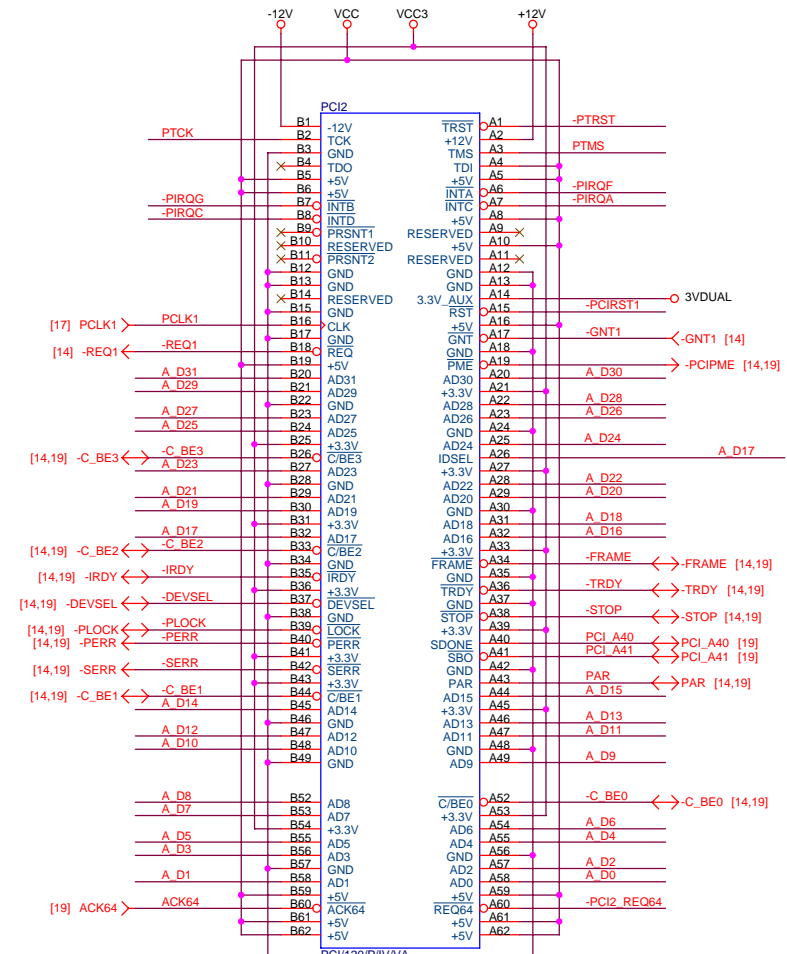 -12V VCC VCC3 +12V
PCI2
B1 -12V TRST A1 -PTRST
PTCK B2 TCK +12V A2
B3 GND TMS A3 PTMS
B4 TDO TDI A4
B5 +5V +5V A5
B6 +5V INTA A6 -PIRQF
-PIRQG B7 INTB INTC A7 -PIRQA
-PIRQC B8 INTD +5V A8
B9 PRSNT1 RESERVED A9
B10 RESERVED +5V A10
B11 PRSNT2 RESERVED A11
B12 GND GND A12
B13 GND GND A13
B14 RESERVED 3.3V_AUX A14 3VDUAL
B15 GND RST A15 -PCIRST1
[17] PCLK1 PCLK1 B16 CLK +5V A16
B17 GND GNT A17 -GNT1 -GNT1 [14]
[14] -REQ1 -REQ1 B18 REQ GND A18
B19 +5V PME A19 -PCIPME [14,19]
A_D31 B20 AD31 AD30 A20 A_D30
A_D29 B21 AD29 +3.3V A21
B22 GND AD28 A22 A_D28
A_D27 B23 AD27 AD26 A23 A_D26
A_D25 B24 AD25 GND A24
B25 +3.3V AD24 A25 A_D24
[14,19] -C_BE3 -C_BE3 B26 C/BE3 IDSEL A26 A_D17
A_D23 B27 AD23 +3.3V A27
B28 GND AD22 A28 A_D22
A_D21 B29 AD21 AD20 A29 A_D20
A_D19 B30 AD19 GND A30
B31 +3.3V AD18 A31 A_D18
A_D17 B32 AD17 AD16 A32 A_D16
[14,19] -C_BE2 -C_BE2 B33 C/BE2 +3.3V A33
B34 GND FRAME A34 -FRAME -FRAME [14,19]
[14,19] -IRDY -IRDY B35 IRDY GND A35
B36 +3.3V TRDY A36 -TRDY -TRDY [14,19]
[14,19] -DEVSEL -DEVSEL B37 DEVSEL GND A37
B38 GND STOP A38 -STOP -STOP [14,19]
[14,19] -PLOCK -PLOCK B39 LOCK +3.3V A39
[14,19] -PERR -PERR B40 PERR SDONE A40 PCI_A40 PCI_A40 [19]
B41 +3.3V SBO A41 PCI_A41 PCI_A41 [19]
[14,19] -SERR -SERR B42 SERR GND A42
B43 +3.3V PAR A43 PAR PAR [14,19]
[14,19] -C_BE1 -C_BE1 B44 C/BE1 AD15 A44 A_D15
A_D14 B45 AD14 +3.3V A45
B46 GND AD13 A46 A_D13
A_D12 B47 AD12 AD11 A47 A_D11
A_D10 B48 AD10 GND A48
B49 GND AD9 A49 A_D9
A_D8 B52 AD8 C/BE0 A52 -C_BE0 -C_BE0 [14,19]
A_D7 B53 AD7 +3.3V A53
B54 +3.3V AD6 A54 A_D6
A_D5 B55 AD5 AD4 A55 A_D4
A_D3 B56 AD3 GND A56
B57 GND AD2 A57 A_D2
A_D1 B58 AD1 AD0 A58 A_D0
B59 +5V +5V A59
[19] ACK64 ACK64 B60 ACK64 REQ64 A60 -PCI2_REQ64
B61 +5V +5V A61
B62 +5V +5V A62